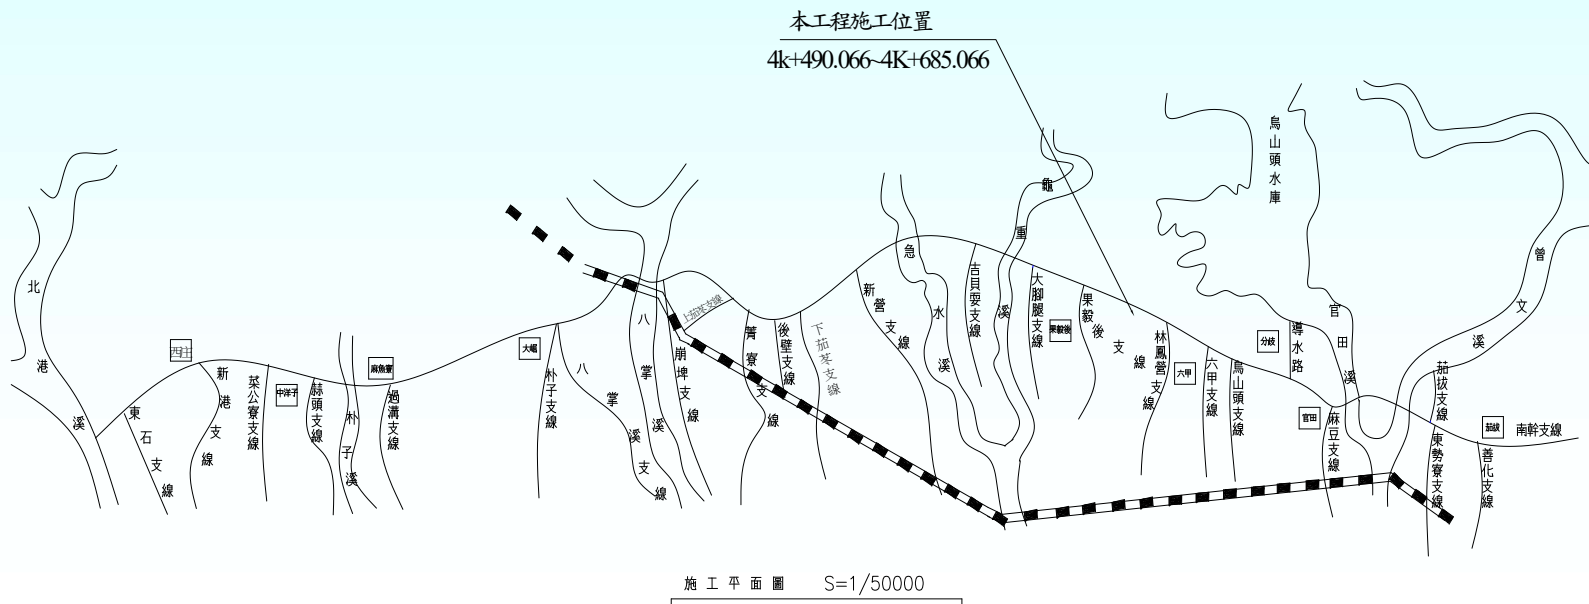 本工程施工位置
4k+490.066~4K+685.066
北港溪
西庄
東石支線
新港支線
菜公寮支線
中洋子
蒜頭支線
朴子溪
麻魚寮
過溝支線
大崛
朴子支線
八掌溪支線
八掌溪
崩埤支線
上茄苳支線
菁寮支線
後壁支線
下茄苳支線
新營支線
急水溪
吉貝耍支線
龜重溪
大腳腿支線
果毅後
果毅後支線
林鳳營支線
六甲
六甲支線
烏山頭支線
烏山頭水庫
分歧
導水路
官田溪
官田
麻豆支線
曾文溪
茄拔支線
東勢寮支線
茄拔
善化支線
南幹支線
施工平面圖 S=1/50000